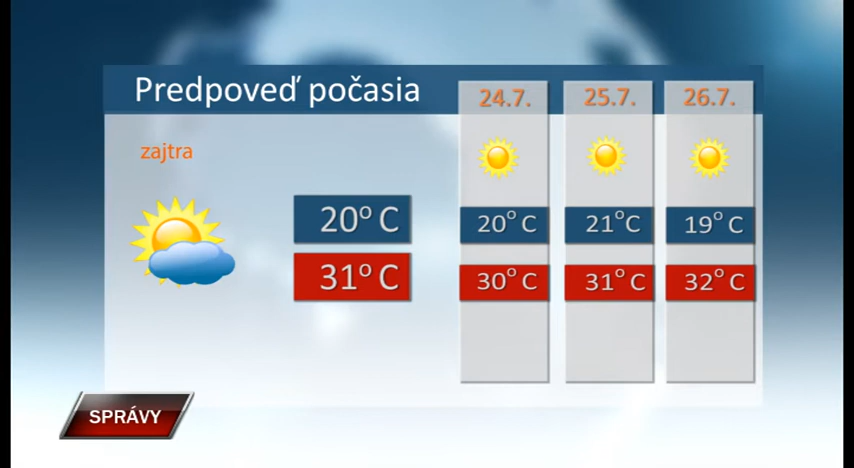 Predpoveď počasia
zajtra
20° C
31° C
24.7. 25.7. 26.7.
20° C 21°C 19° C
30° C 31° C 32° C
SPRÁVY